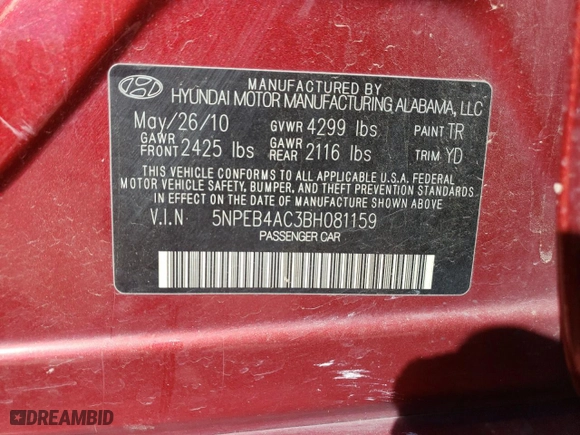 MANUFACTURED BY
HYUNDAI MOTOR MANUFACTURING ALABAMA, LLC
May/26/10 GVWR 4299 lbs PAINT TR
GAWR FRONT 2425 lbs GAWR REAR 2116 lbs TRIM YD
THIS VEHICLE CONFORMS TO ALL APPLICABLE U.S.A. FEDERAL
MOTOR VEHICLE SAFETY, BUMPER, AND THEFT PREVENTION STANDARDS
IN EFFECT ON THE DATE OF MANUFACTURE SHOWN ABOVE
V.I.N 5NPEB4AC3BH081159
PASSENGER CAR
DREAMBID